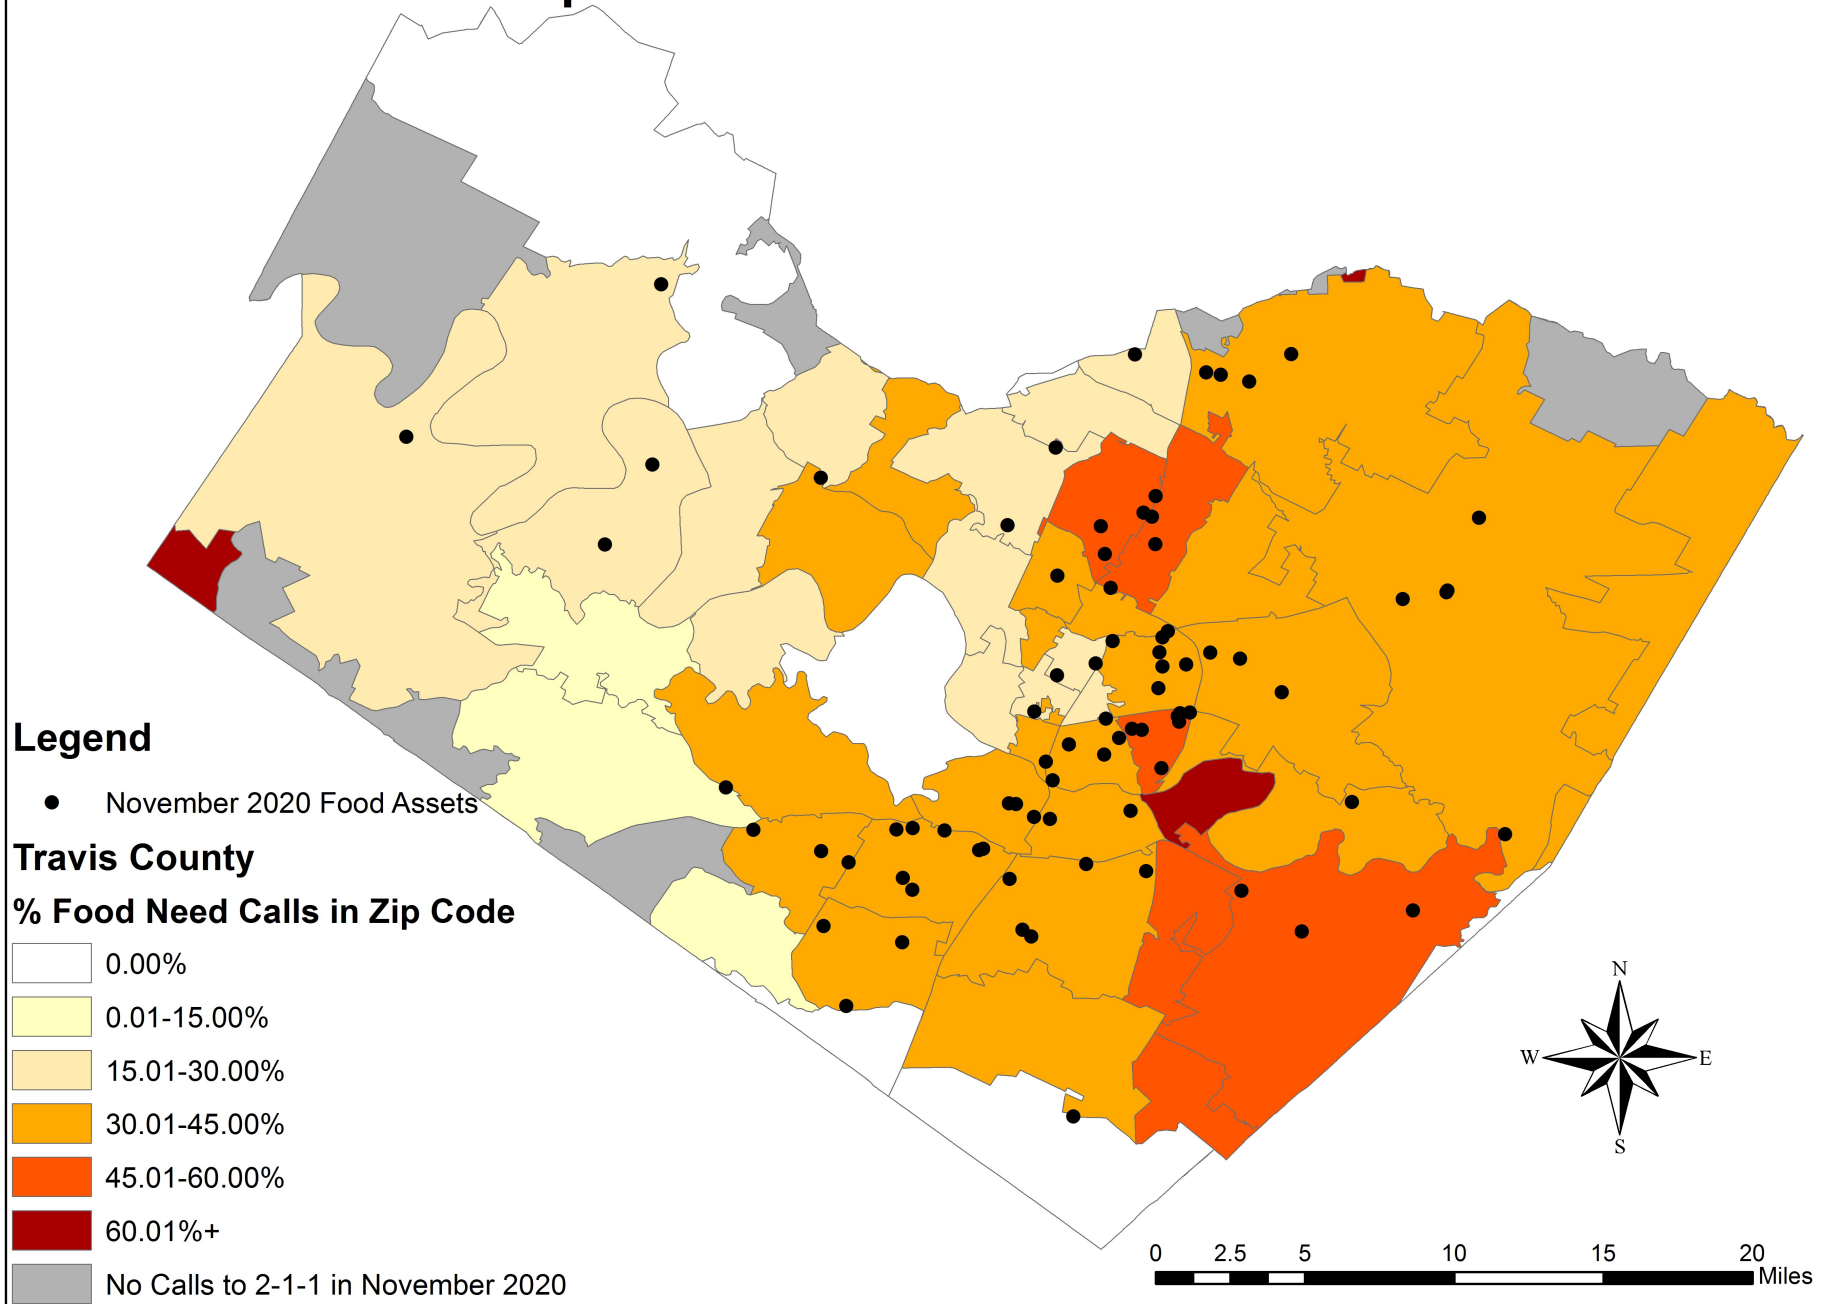 Legend
November 2020 Food Assets
Travis County
% Food Need Calls in Zip Code
0.00%
0.01-15.00%
15.01-30.00%
30.01-45.00%
45.01-60.00%
60.01%+
No Calls to 2-1-1 in November 2020
N
W E
S
0 2.5 5 10 15 20
Miles